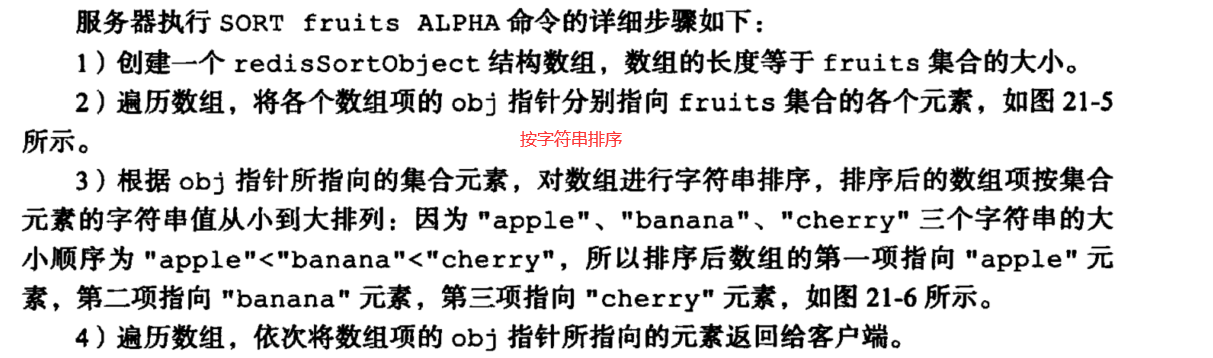 服务器执行 SORT fruits ALPHA 命令的详细步骤如下：
1）创建一个 redisSortObject 结构数组，数组的长度等于 fruits 集合的大小。
2）遍历数组，将各个数组项的 obj 指针分别指向 fruits 集合的各个元素，如图 21-5
所示。
按字符串排序
3）根据 obj 指针所指向的集合元素，对数组进行字符串排序，排序后的数组项按集合
元素的字符串值从小到大排列：因为 "apple"、"banana"、"cherry" 三个字符串的大
小顺序为 "apple"<"banana"<"cherry"，所以排序后数组的第一项指向 "apple" 元
素，第二项指向 "banana" 元素，第三项指向 "cherry" 元素，如图 21-6 所示。
4）遍历数组，依次将数组项的 obj 指针所指向的元素返回给客户端。